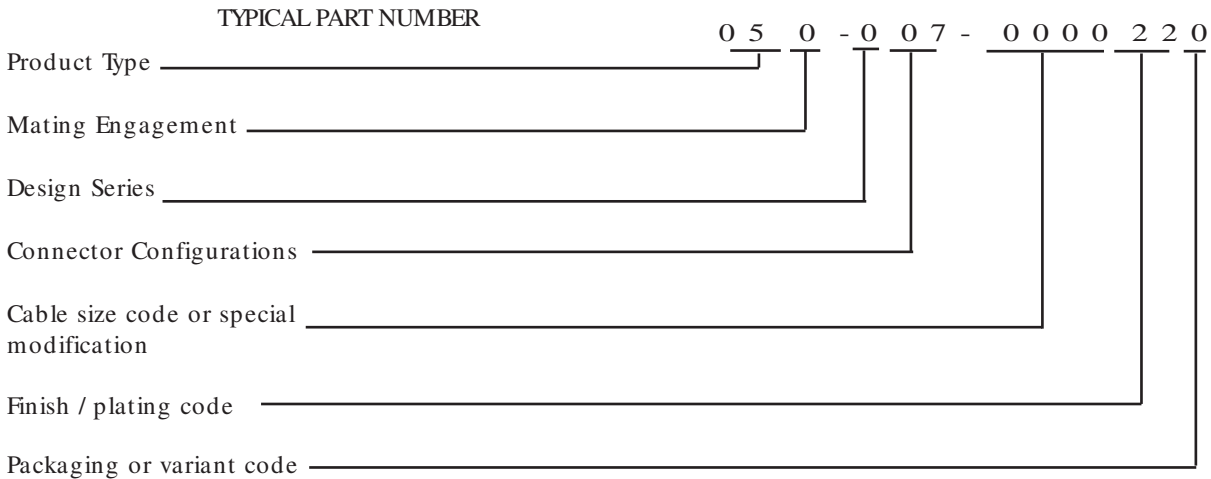 TYPICAL PART NUMBER
0 5 0 - 0 0 7 - 0 0 0 0 2 2 0
Product Type
Mating Engagement
Design Series
Connector Configurations
Cable size code or special
modification
Finish / plating code
Packaging or variant code